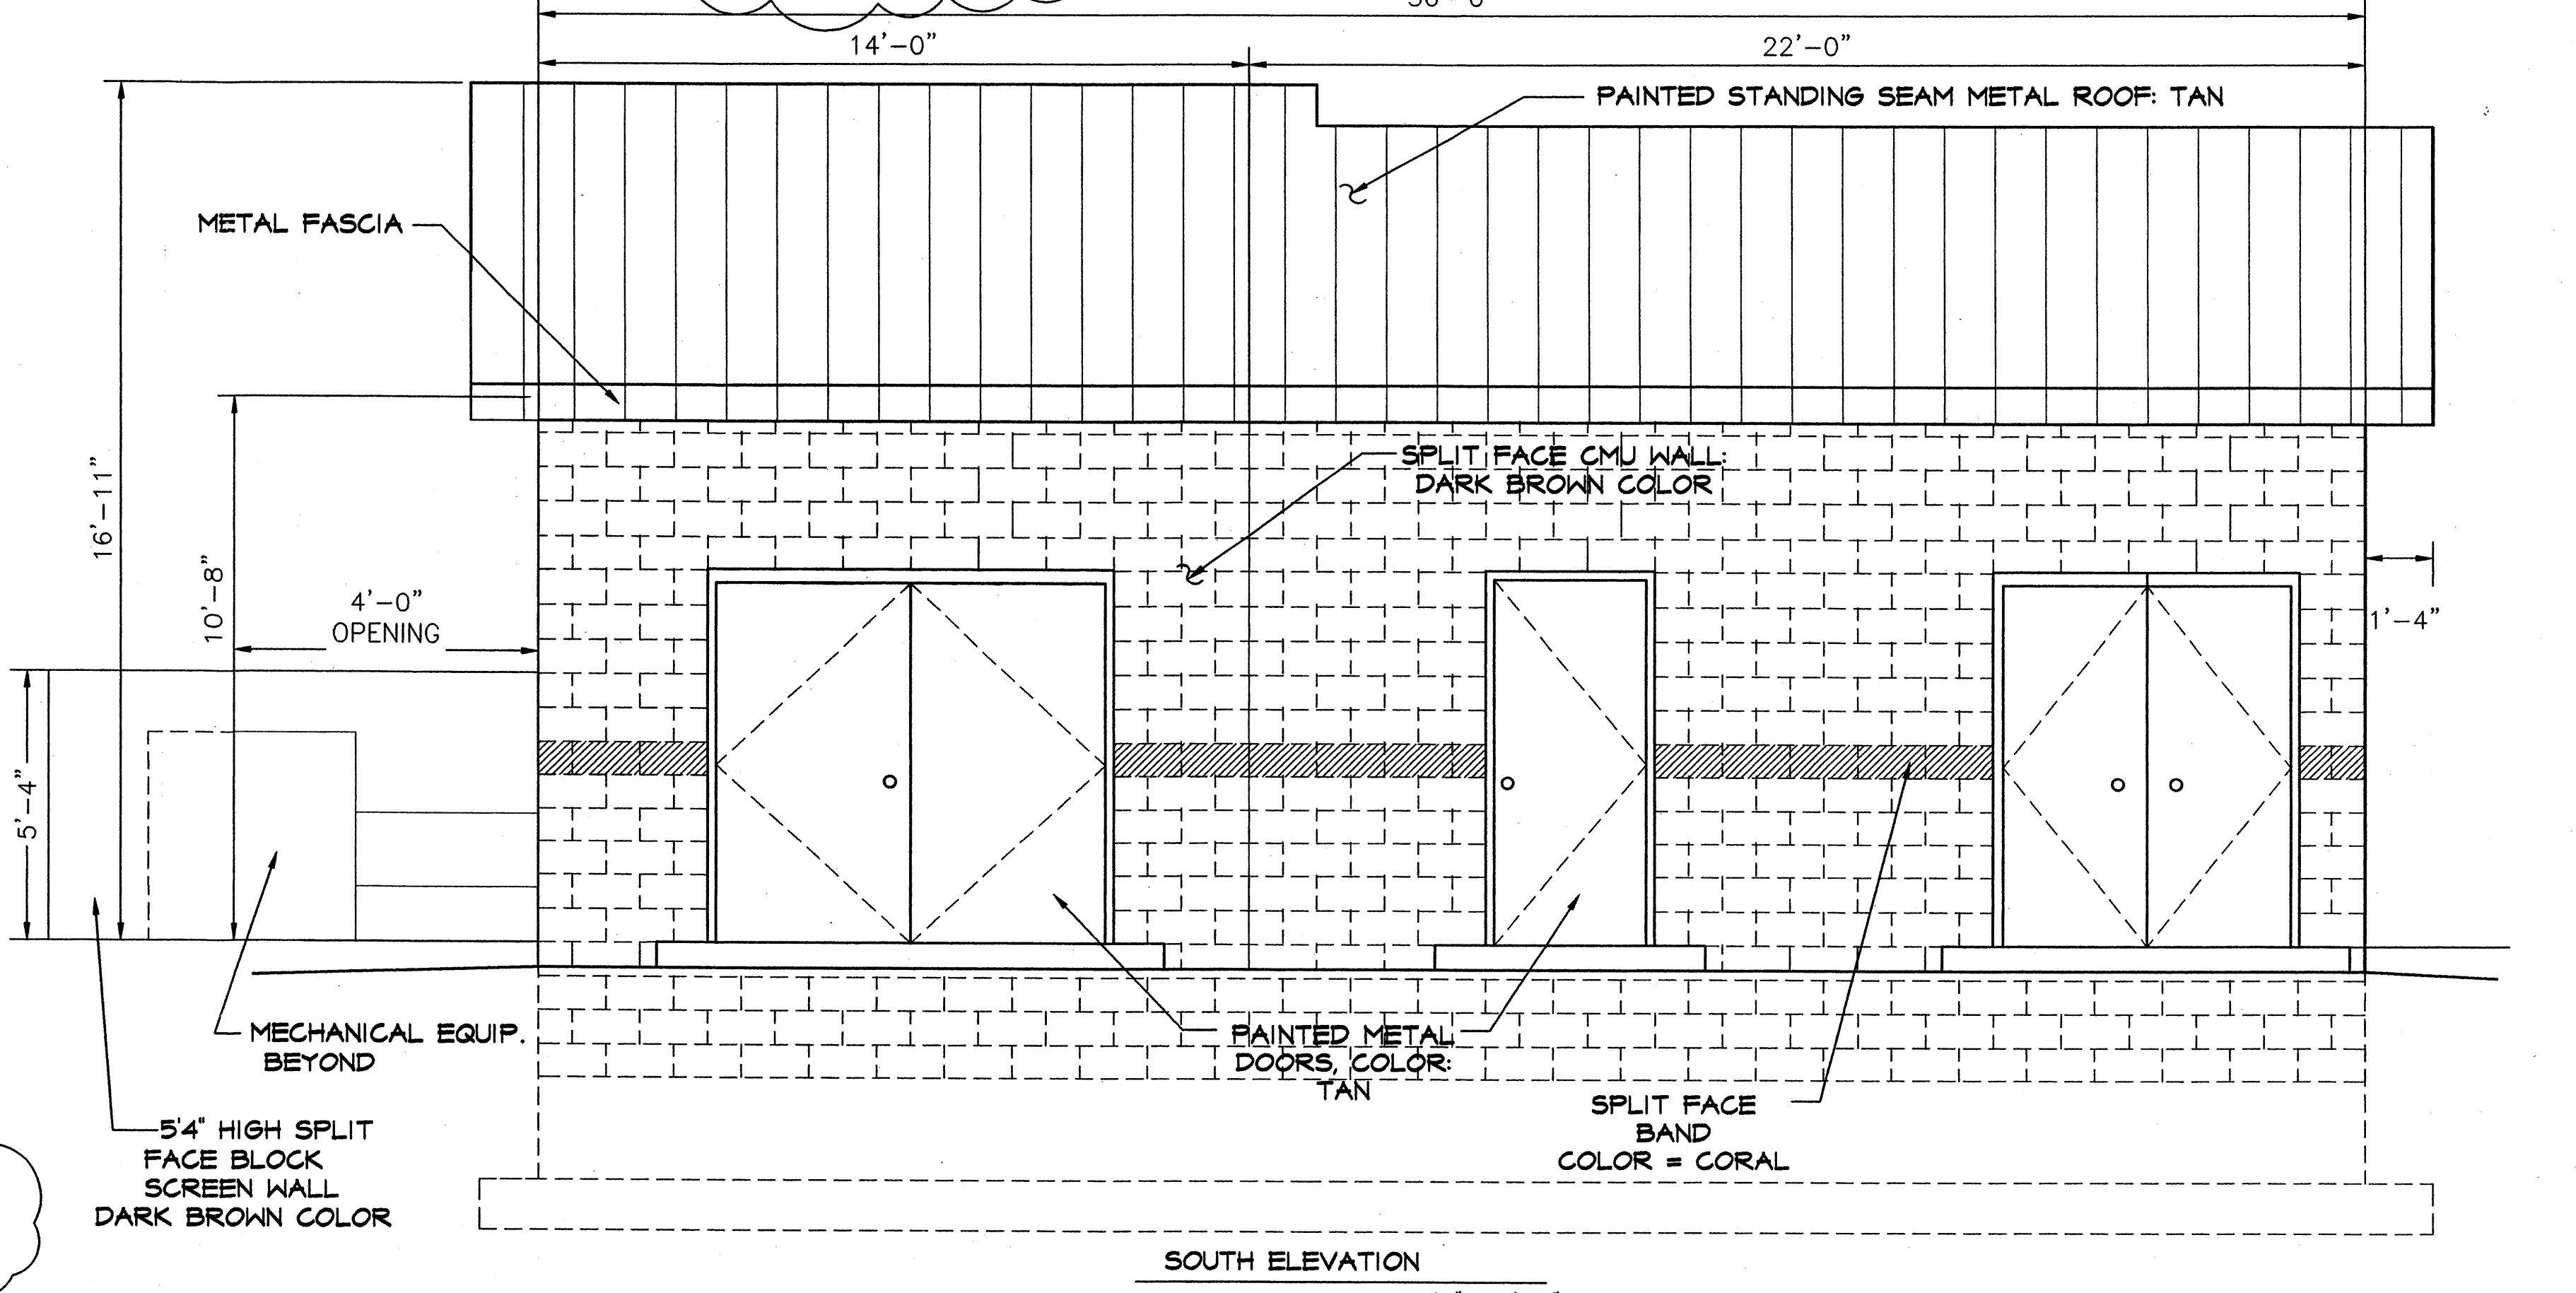 14'-0"
22'-0"
PAINTED STANDING SEAM METAL ROOF: TAN
METAL FASCIA
SPLIT FACE CMU WALL:
DARK BROWN COLOR
16'-11"
10'-8"
4'-0"
OPENING
1'-4"
5'-4"
MECHANICAL EQUIP.
BEYOND
PAINTED METAL
DOORS, COLOR:
TAN
SPLIT FACE
BAND
COLOR = CORAL
5'4" HIGH SPLIT
FACE BLOCK
SCREEN WALL
DARK BROWN COLOR
SOUTH ELEVATION